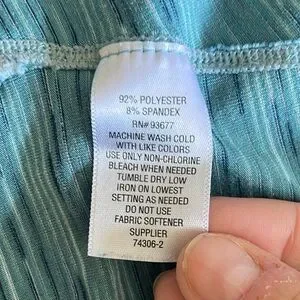 92% POLYESTER
8% SPANDEX
RN# 93677
MACHINE WASH COLD
WITH LIKE COLORS
USE ONLY NON-CHLORINE
BLEACH WHEN NEEDED
TUMBLE DRY LOW
IRON ON LOWEST
SETTING AS NEEDED
DO NOT USE
FABRIC SOFTENER
SUPPLIER
74306-2